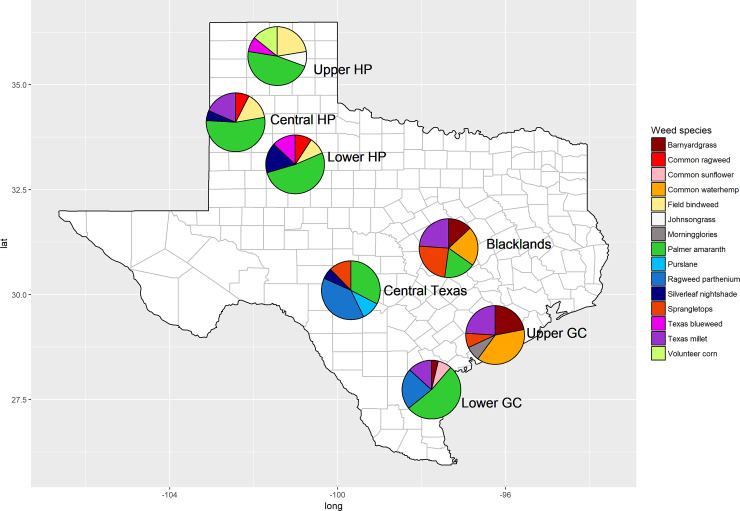 Upper HP
Central HP
Lower HP
Blacklands
Central Texas
Upper GC
Lower GC
35.0
32.5
30.0
27.5
lat
-104
-100
-96
long
Weed species
Barnyardgrass
Common ragweed
Common sunflower
Common waterhemp
Field bindweed
Johnsongrass
Morningglories
Palmer amaranth
Purslane
Ragweed parthenium
Silverleaf nightshade
Sprangletops
Texas blueweed
Texas millet
Volunteer corn